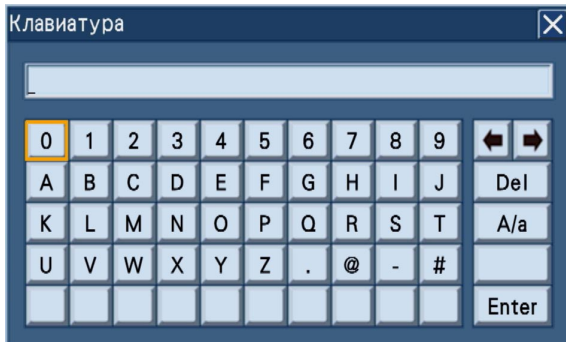 Клавиатура
_
0 1 2 3 4 5 6 7 8 9
A B C D E F G H I J Del
K L M N O P Q R S T A/a
U V W X Y Z . @ - #
Enter